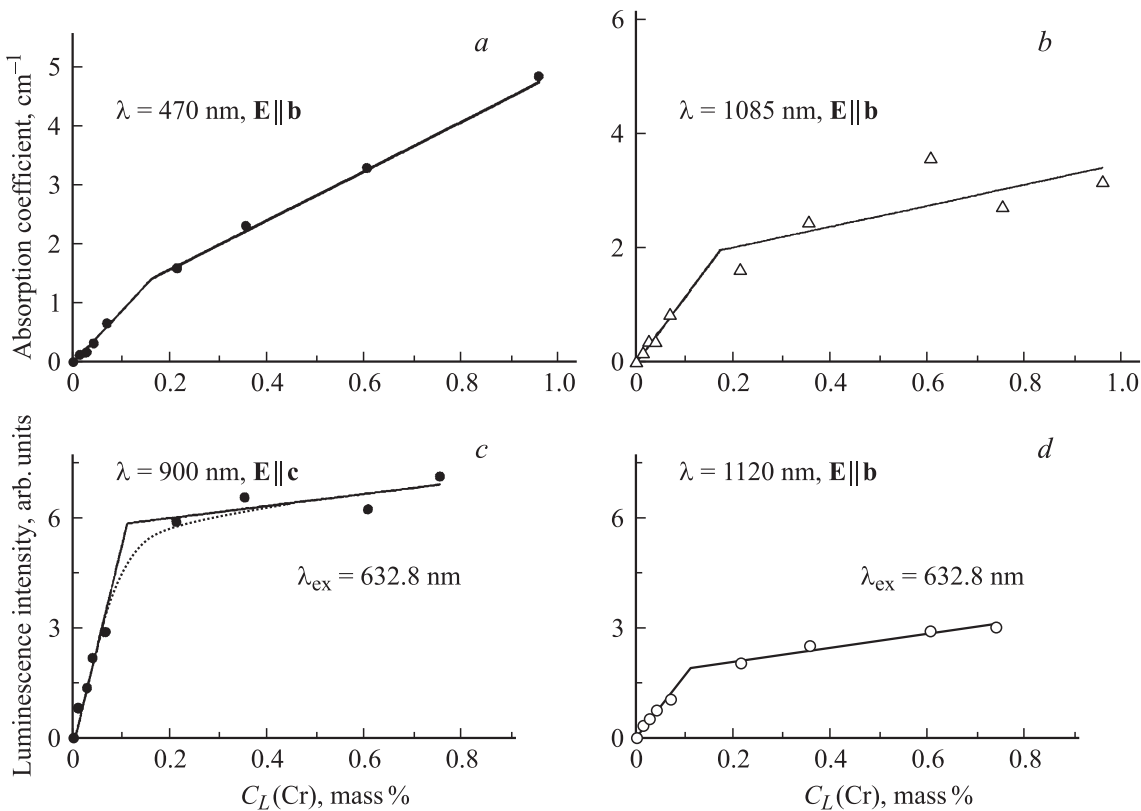 a
5
4
3
2
1
0
Absorption coefficient, cm⁻¹
λ = 470 nm, E || b
0 0.2 0.4 0.6 0.8 1.0
b
6
4
2
0
λ = 1085 nm, E || b
0 0.2 0.4 0.6 0.8 1.0
c
6
3
0
Luminescence intensity, arb. units
λ = 900 nm, E || c
λex = 632.8 nm
0 0.2 0.4 0.6 0.8
C_L(Cr), mass %
d
6
3
0
λ = 1120 nm, E || b
λex = 632.8 nm
0 0.2 0.4 0.6 0.8
C_L(Cr), mass %